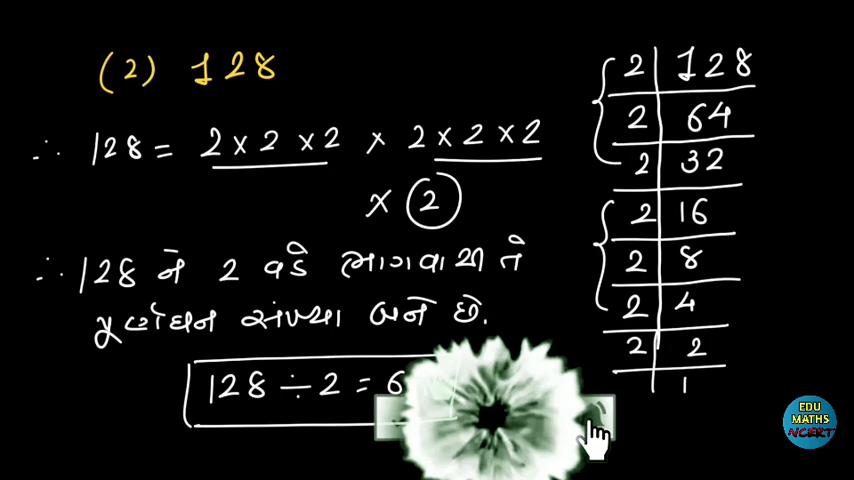 (2) 128
∴ 128 = 2 × 2 × 2 × 2 × 2 × 2
× 2
∴ 128 ને 2 વડે ભાગવાથી તે
પૂર્ણઘન સંખ્યા બને છે.
128 ÷ 2 = 6
2 | 128
2 | 64
2 | 32
2 | 16
2 | 8
2 | 4
2 | 2
| 1
EDU
MATHS
NCERT